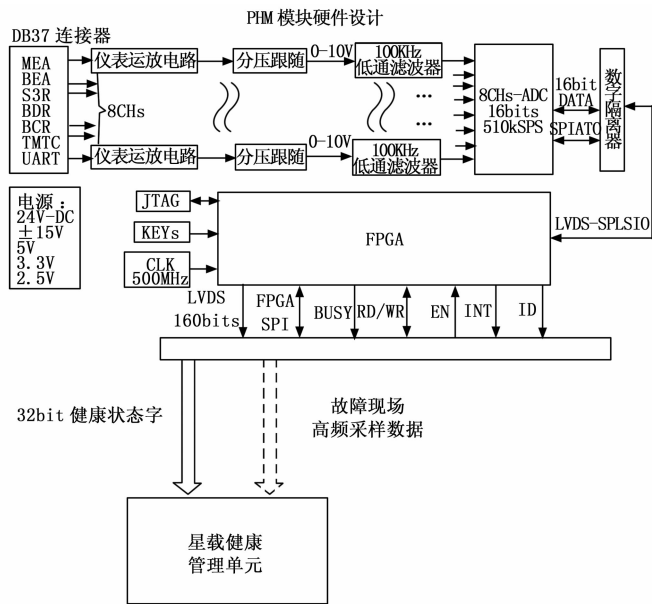 PHM 模块硬件设计
DB37 连接器
MEA
BEA
S3R
BDR
BCR
TMTC
UART
8CHs
仪表运放电路
分压跟随
0-10V
100KHz
低通滤波器
...
...
仪表运放电路
分压跟随
0-10V
100KHz
低通滤波器
8CHs-ADC
16bits
510kSPS
16bit
DATA
SPIATC
数字隔离器
电源：
24V-DC
±15V
5V
3.3V
2.5V
JTAG
KEYs
CLK
500MHz
FPGA
LVDS-SPLSIO
LVDS
160bits
FPGA
SPI
BUSY
RD/WR
EN
INT
ID
32bit 健康状态字
故障现场
高频采样数据
星载健康
管理单元